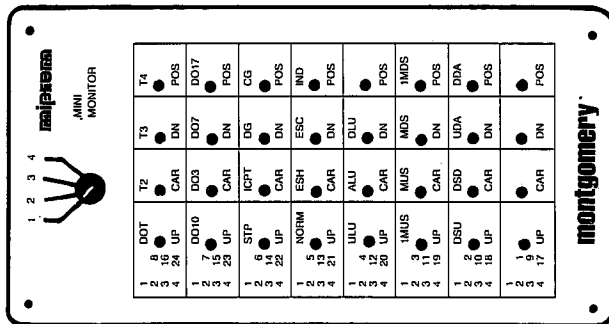 MINI
MONITOR
1 2 3 4
1 DOT T2 T3 T4
2 8
3 16
4 24 UP CAR DN POS
1 DO10 DO3 DO7 DO17
2 7
3 15
4 23 UP CAR DN POS
1 STP ICPT DG CG
2 6
3 14
4 22 UP CAR DN POS
1 NORM ESH ESC IND
2 5
3 13
4 21 UP CAR DN POS
1 ULU ALU DLU
2 4
3 12
4 20 UP CAR DN POS
1 1MUS MUS MDS 1MDS
2 3
3 11
4 19 UP CAR DN POS
1 DSU DSD UDA DDA
2 2
3 10
4 18 UP CAR DN POS
1
2 1
3 9
4 17 UP CAR DN POS
montgomery